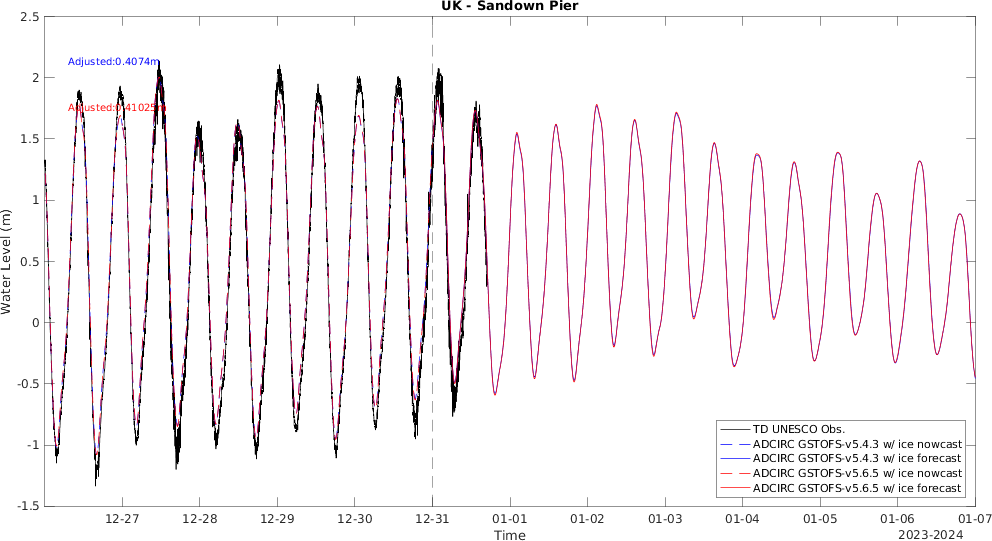 UK - Sandown Pier
2.5
2
1.5
1
0.5
0
-0.5
-1
-1.5
Water Level (m)
Adjusted:0.4074m
Adjusted:0.41025m
TD UNESCO Obs.
ADCIRC GSTOFS-v5.4.3 w/ ice nowcast
ADCIRC GSTOFS-v5.4.3 w/ ice forecast
ADCIRC GSTOFS-v5.6.5 w/ ice nowcast
ADCIRC GSTOFS-v5.6.5 w/ ice forecast
12-27 12-28 12-29 12-30 12-31 01-01 01-02 01-03 01-04 01-05 01-06 01-07
Time
2023-2024